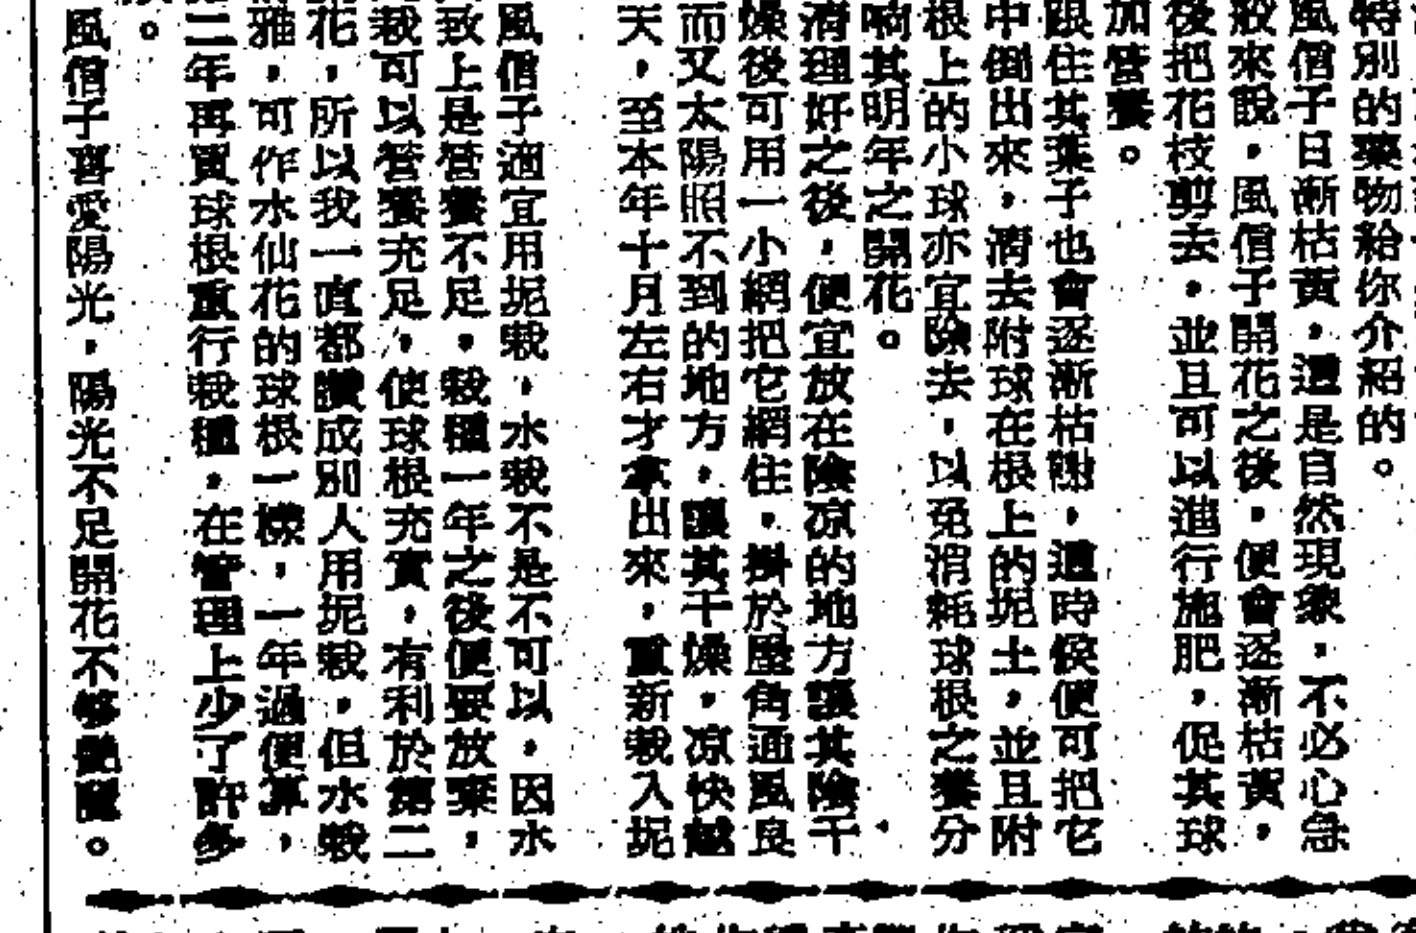 特別的藥物給你介紹的。
風信子日漸枯黃，這是自然現象，不必心急
般來說，風信子開花之後，便會逐漸枯黃，
後把花枝剪去，並且可以進行施肥，促其球
加營養。
跟住其葉子也會逐漸枯謝，這時候便可把它
中倒出來，清去附球在根上的坭土，並且附
根上的小球亦宜除去，以免消耗球根之養分
响其明年之開花。
清理好之後，便宜放在陰凉的地方讓其陰干，
燥後可用一小網把它網住，掛於屋角通風良
而又太陽照不到的地方，讓其干燥，凉快越
天，至本年十月左右才拿出來，重新栽入坭
風信子適宜用坭栽，水栽不是不可以，因水
致上是營養不足，栽種一年之後便要放棄，
栽可以營養充足，使球根充實，有利於第二
花，所以我一直都讚成別人用坭栽，但水栽
雅，可作水仙花的球根一樣，一年過便算，
二年再買球根重行栽種，在管理上少了許多
。
風信子喜愛陽光，陽光不足開花不够艷麗。